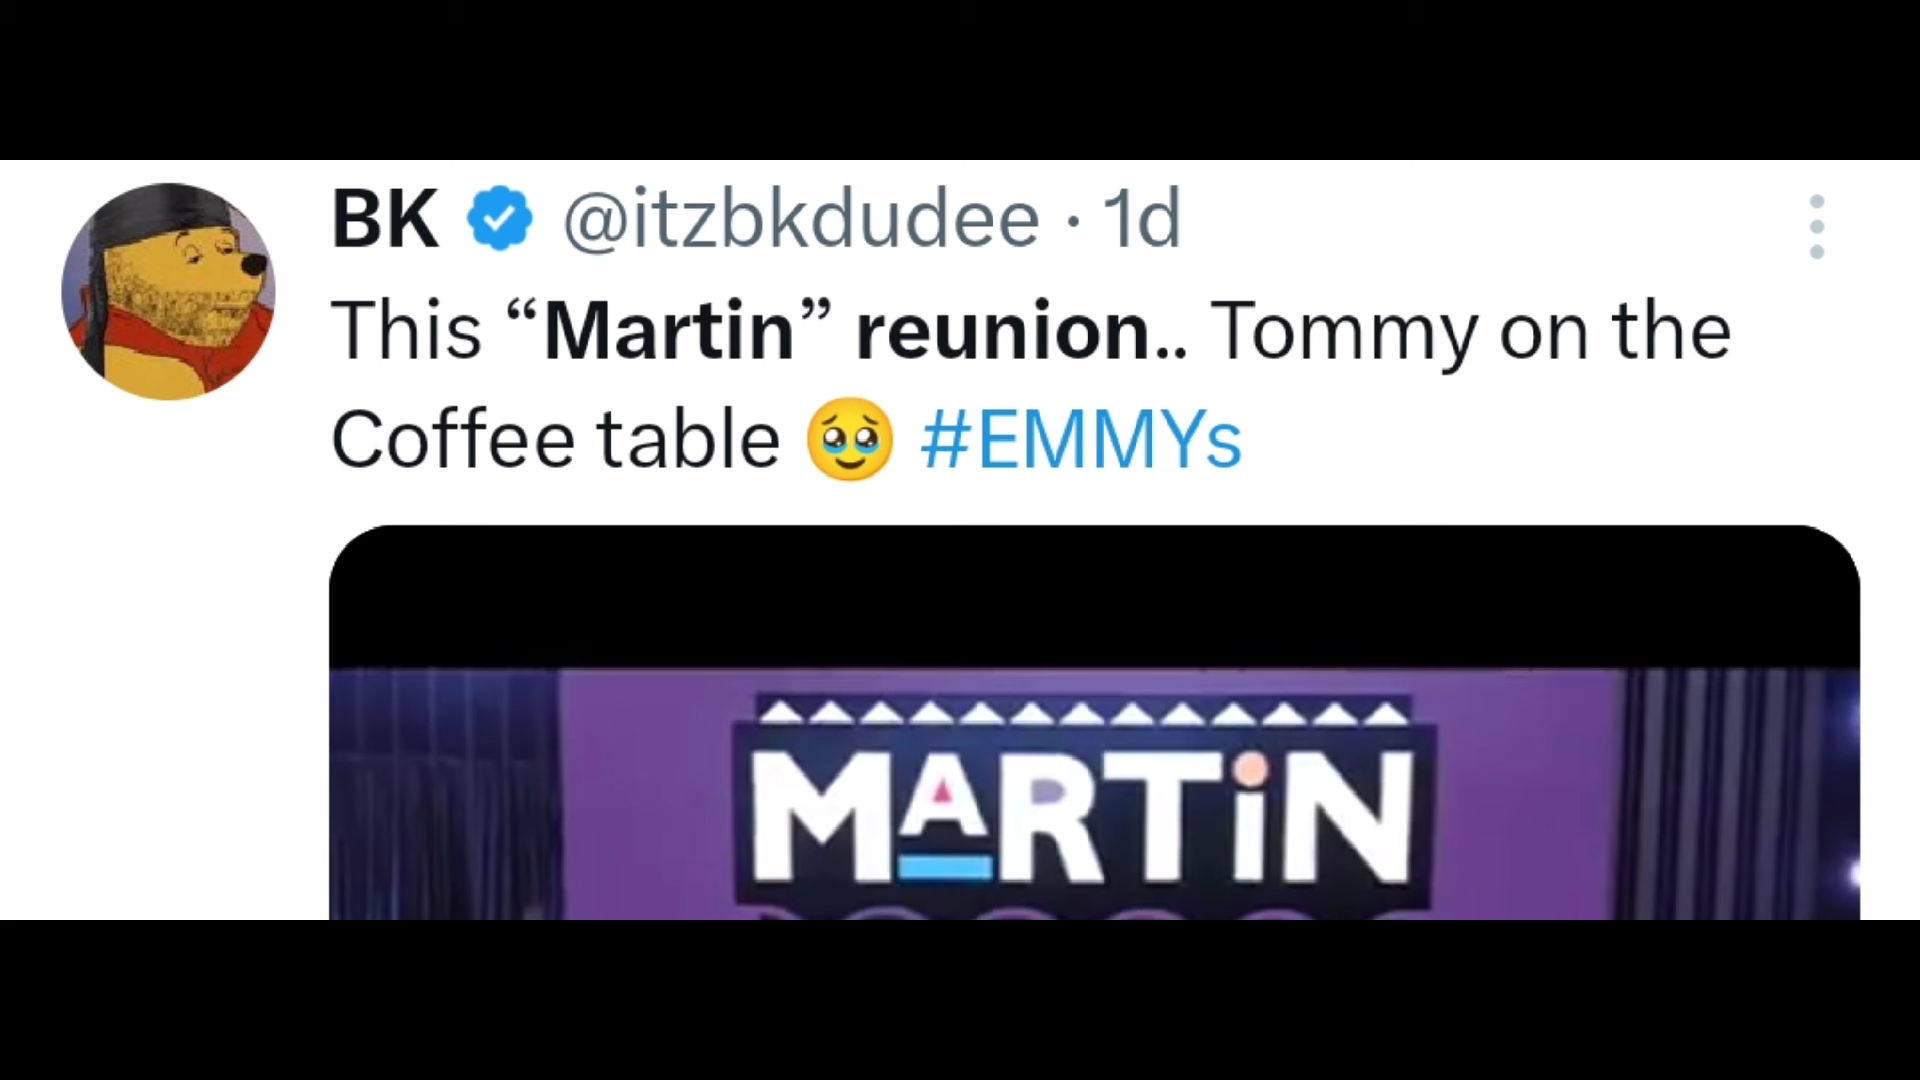 BK @itzbkdudee · 1d
This “Martin” reunion.. Tommy on the
Coffee table 🥹 #EMMYs
MARTiN